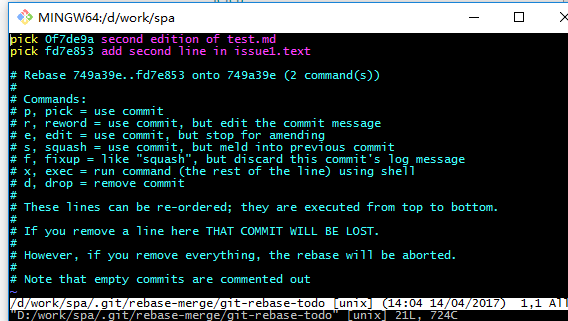 MINGW64:/d/work/spa
pick 0f7de9a second edition of test.md
pick fd7e853 add second line in issue1.text
# Rebase 749a39e..fd7e853 onto 749a39e (2 command(s))
#
# Commands:
# p, pick = use commit
# r, reword = use commit, but edit the commit message
# e, edit = use commit, but stop for amending
# s, squash = use commit, but meld into previous commit
# f, fixup = like "squash", but discard this commit's log message
# x, exec = run command (the rest of the line) using shell
# d, drop = remove commit
#
# These lines can be re-ordered; they are executed from top to bottom.
#
# If you remove a line here THAT COMMIT WILL BE LOST.
#
# However, if you remove everything, the rebase will be aborted.
#
# Note that empty commits are commented out
~
/d/work/spa/.git/rebase-merge/git-rebase-todo [unix] (14:04 14/04/2017) 1,1 All
"D:/work/spa/.git/rebase-merge/git-rebase-todo" [unix] 21L, 724C